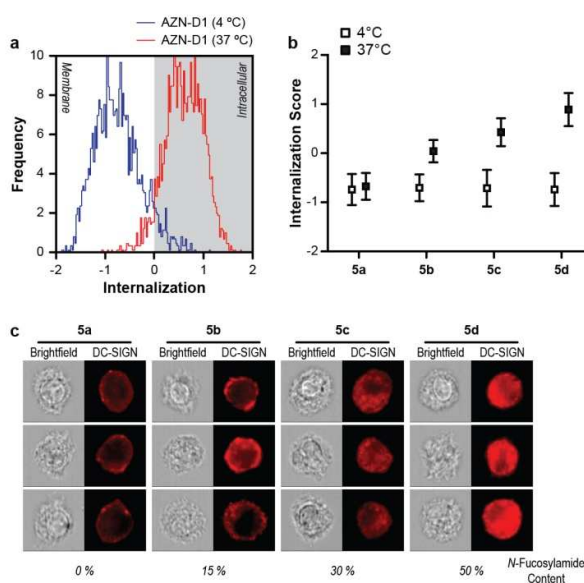 a
AZN-D1 (4 ºC)
AZN-D1 (37 ºC)
Membrane
Intracellular
Frequency
10
8
6
4
2
0
-2
-1
0
1
2
Internalization
b
4°C
37°C
Internalization Score
2
1
0
-1
-2
5a
5b
5c
5d
c
5a 5b 5c 5d
Brightfield DC-SIGN Brightfield DC-SIGN Brightfield DC-SIGN Brightfield DC-SIGN
0 % 15 % 30 % 50 %
N-Fucosylamide
Content